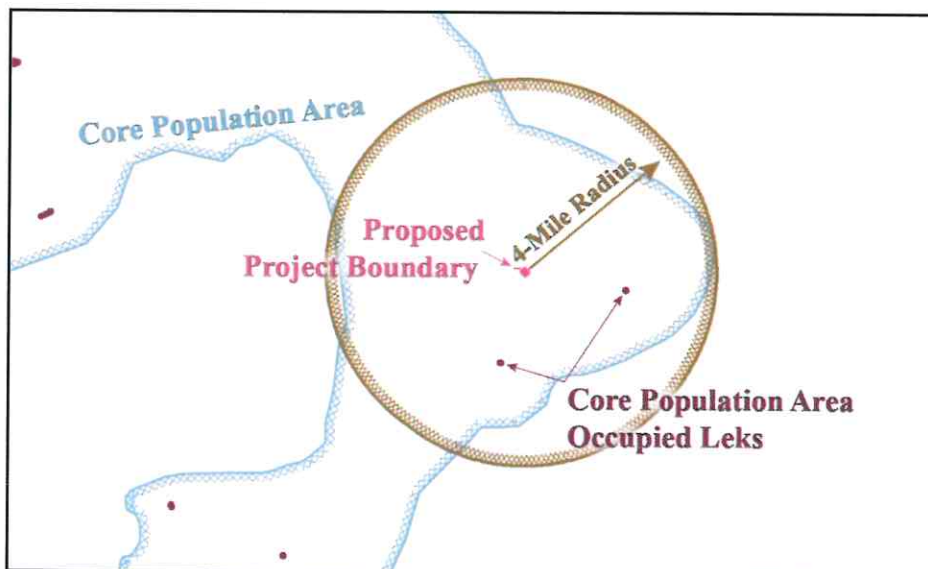 Core Population Area
4-Mile Radius
Proposed
Project Boundary
Core Population Area
Occupied Leks